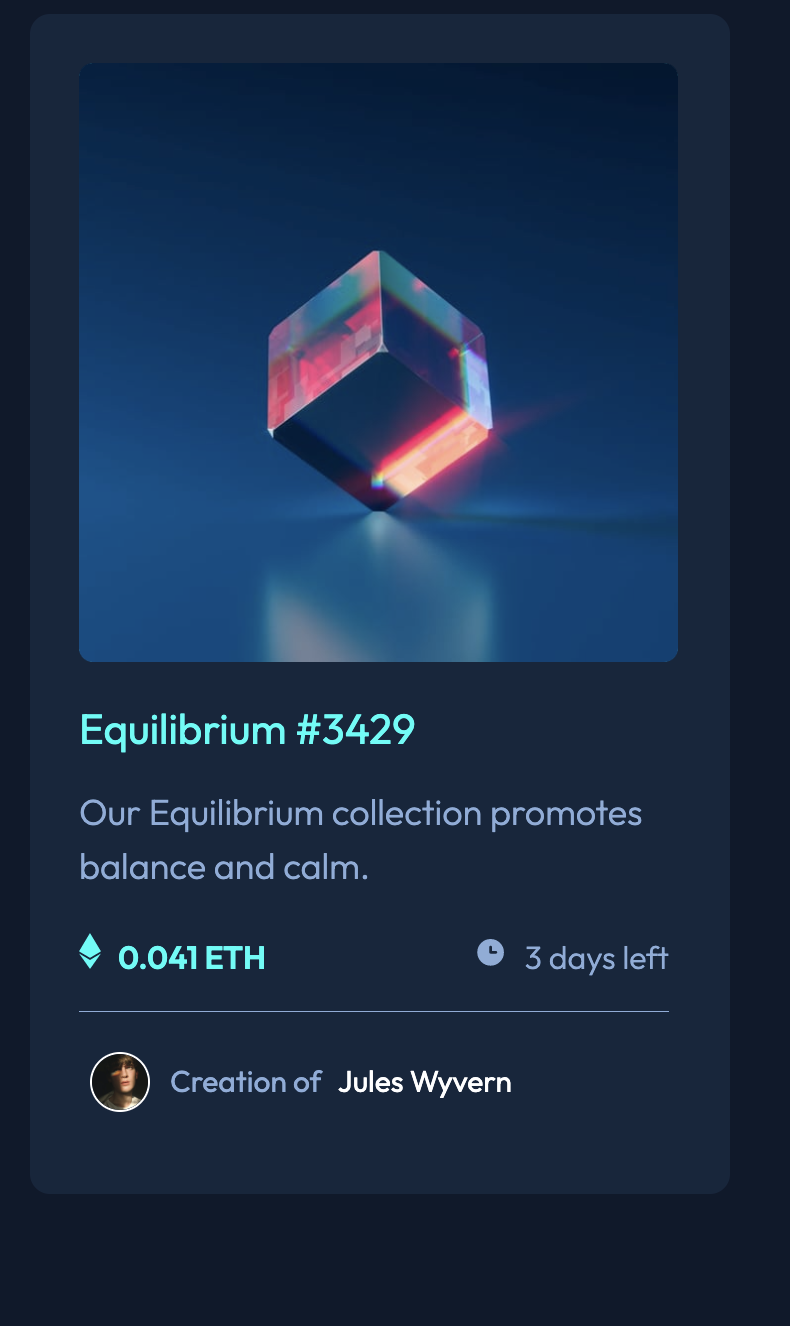 Equilibrium #3429
Our Equilibrium collection promotes
balance and calm.
0.041 ETH
3 days left
Creation of Jules Wyvern